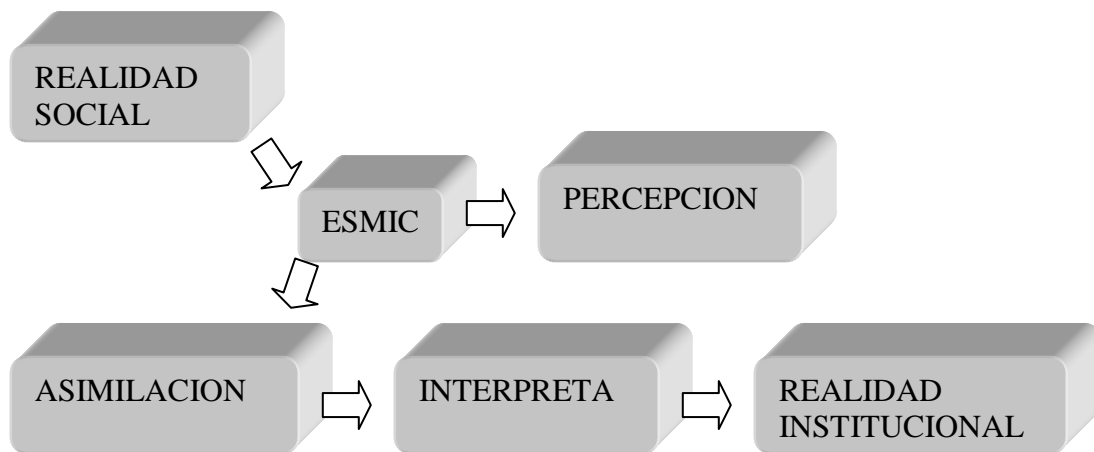 REALIDAD
SOCIAL
ESMIC
PERCEPCION
ASIMILACION
INTERPRETA
REALIDAD
INSTITUCIONAL